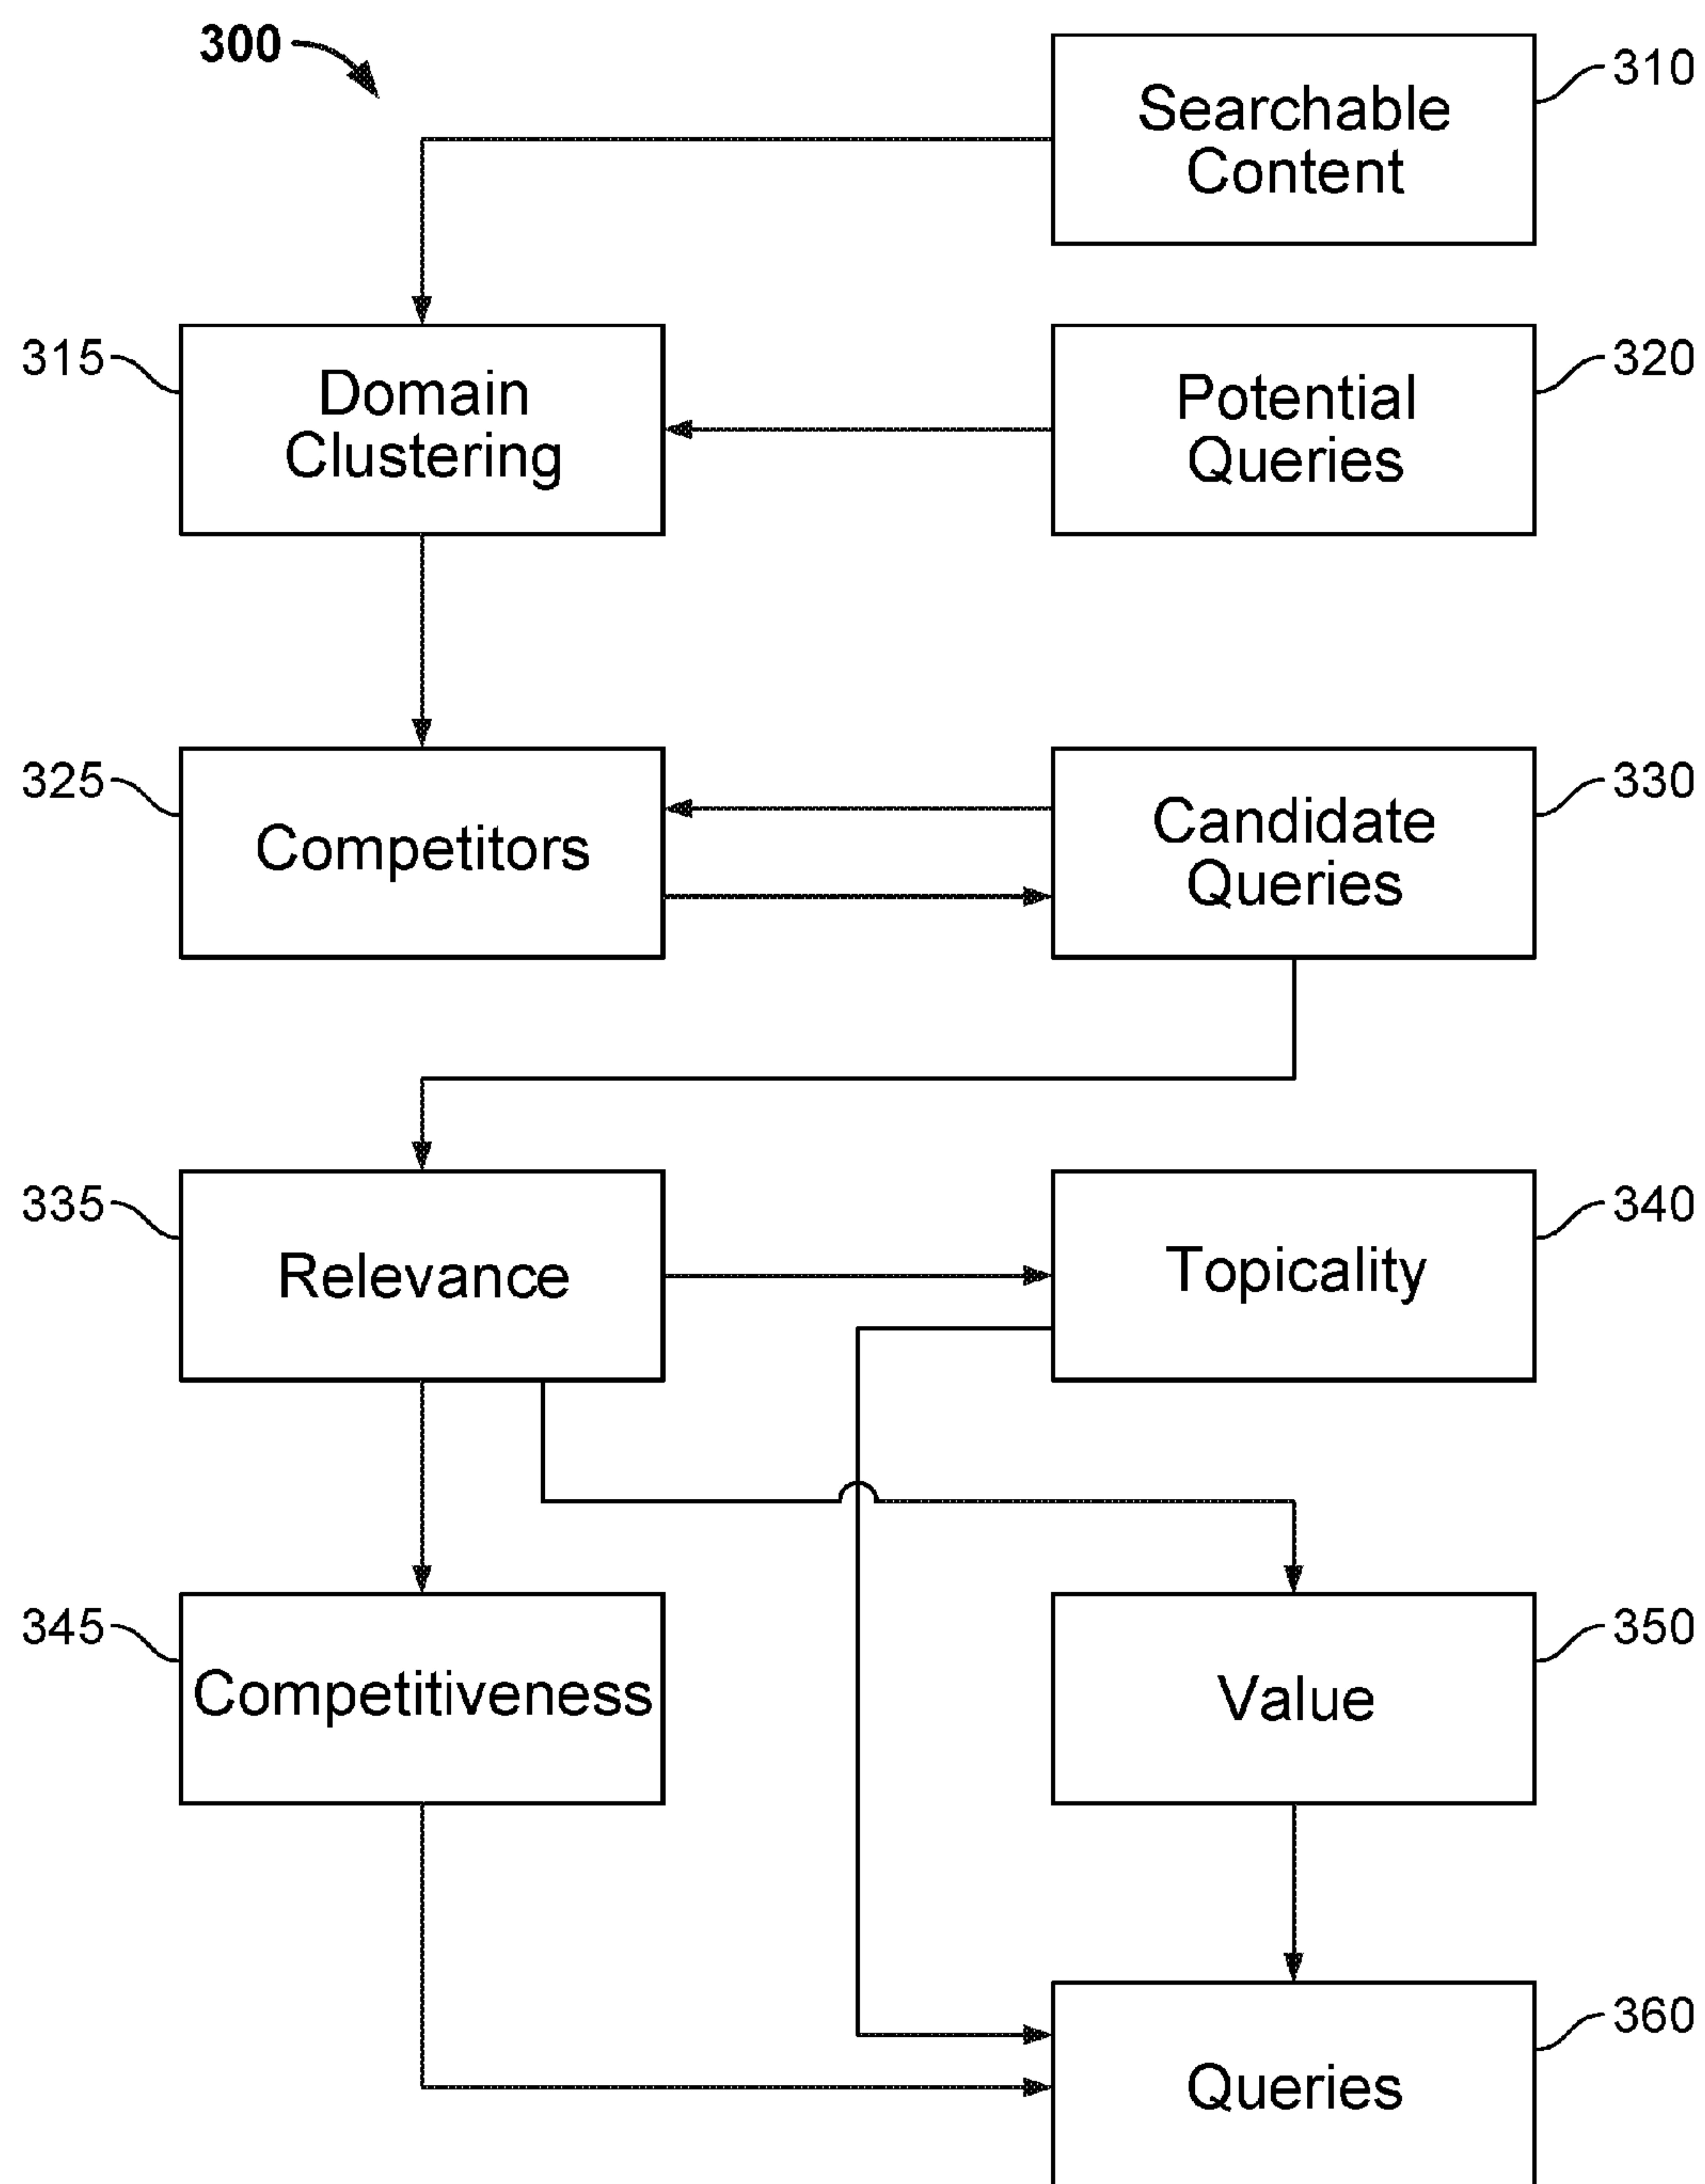 300
Searchable
Content
310
315
Domain
Clustering
Potential
Queries
320
325
Competitors
Candidate
Queries
330
335
Relevance
Topicality
340
345
Competitiveness
Value
350
Queries
360